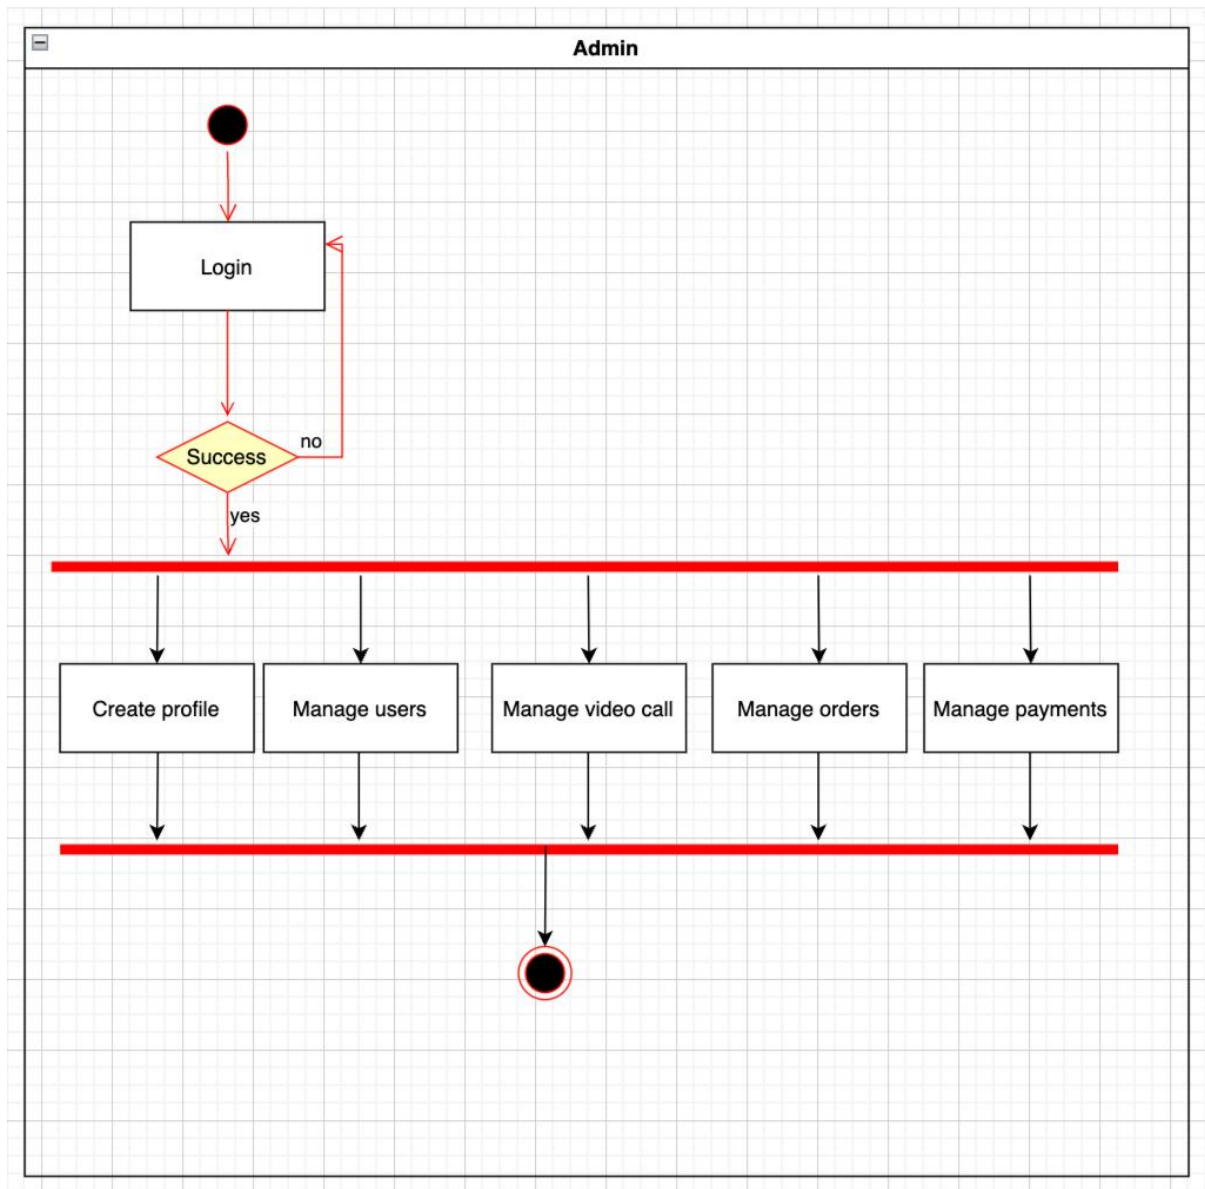 Admin
Login
no
Success
yes
Create profile
Manage users
Manage video call
Manage orders
Manage payments